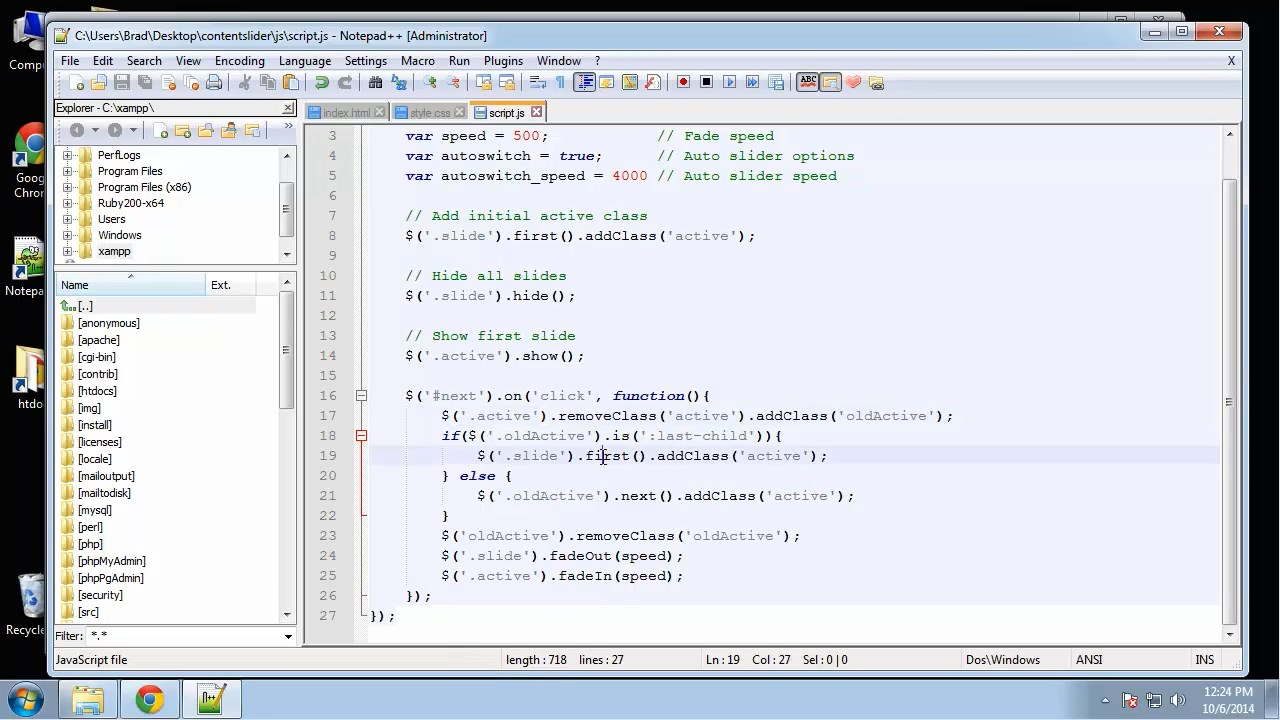 C:\Users\Brad\Desktop\contentslider\js\script.js - Notepad++ [Administrator]
File Edit Search View Encoding Language Settings Macro Run Plugins Window ? X
Explorer - C:\xampp\
index.html style.css script.js
PerfLogs
Program Files
Program Files (x86)
Ruby200-x64
Users
Windows
xampp
Name Ext.
[..]
[anonymous]
[apache]
[cgi-bin]
[contrib]
[htdocs]
[img]
[install]
[licenses]
[locale]
[mailoutput]
[mailtodisk]
[mysql]
[perl]
[php]
[phpMyAdmin]
[phpPgAdmin]
[security]
[src]
Filter: *.*
3 var speed = 500; // Fade speed
4 var autoswitch = true; // Auto slider options
5 var autoswitch_speed = 4000 // Auto slider speed
6
7 // Add initial active class
8 $('.slide').first().addClass('active');
9
10 // Hide all slides
11 $('.slide').hide();
12
13 // Show first slide
14 $('.active').show();
15
16 $('#next').on('click', function(){
17 $('.active').removeClass('active').addClass('oldActive');
18 if($('.oldActive').is(':last-child')){
19 $('.slide').first().addClass('active');
20 } else {
21 $('.oldActive').next().addClass('active');
22 }
23 $('oldActive').removeClass('oldActive');
24 $('.slide').fadeOut(speed);
25 $('.active').fadeIn(speed);
26 });
27 });
JavaScript file length : 718 lines : 27 Ln : 19 Col : 27 Sel : 0 | 0 Dos\Windows ANSI INS
Comp
Goog
Chron
Notepa
htdo
Recycle
12:24 PM
10/6/2014